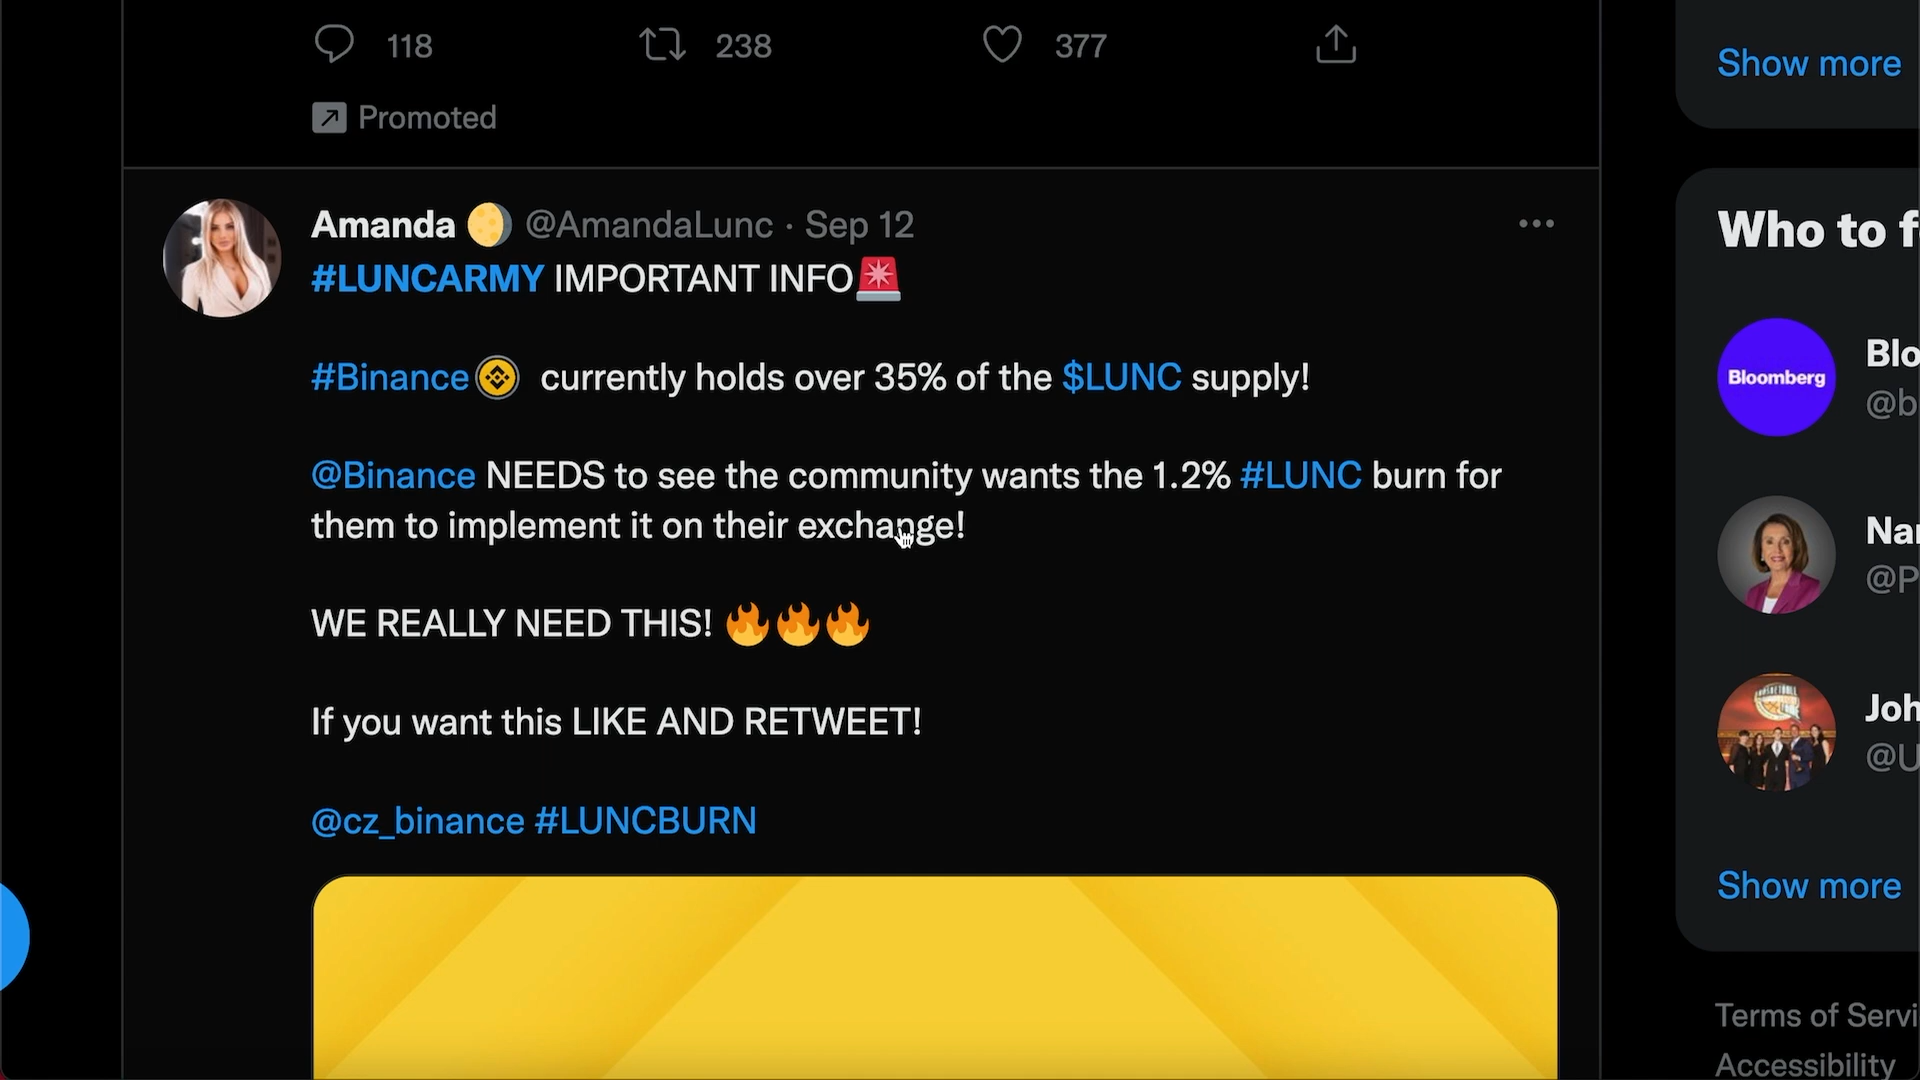 118 238 377
Promoted
Show more
Amanda @AmandaLunc · Sep 12
#LUNCARMY IMPORTANT INFO
#Binance currently holds over 35% of the $LUNC supply!
@Binance NEEDS to see the community wants the 1.2% #LUNC burn for
them to implement it on their exchange!
WE REALLY NEED THIS!
If you want this LIKE AND RETWEET!
@cz_binance #LUNCBURN
Who to f
Bloomberg
Blo
@b
Nan
@P
Joh
@U
Show more
Terms of Servi
Accessibility